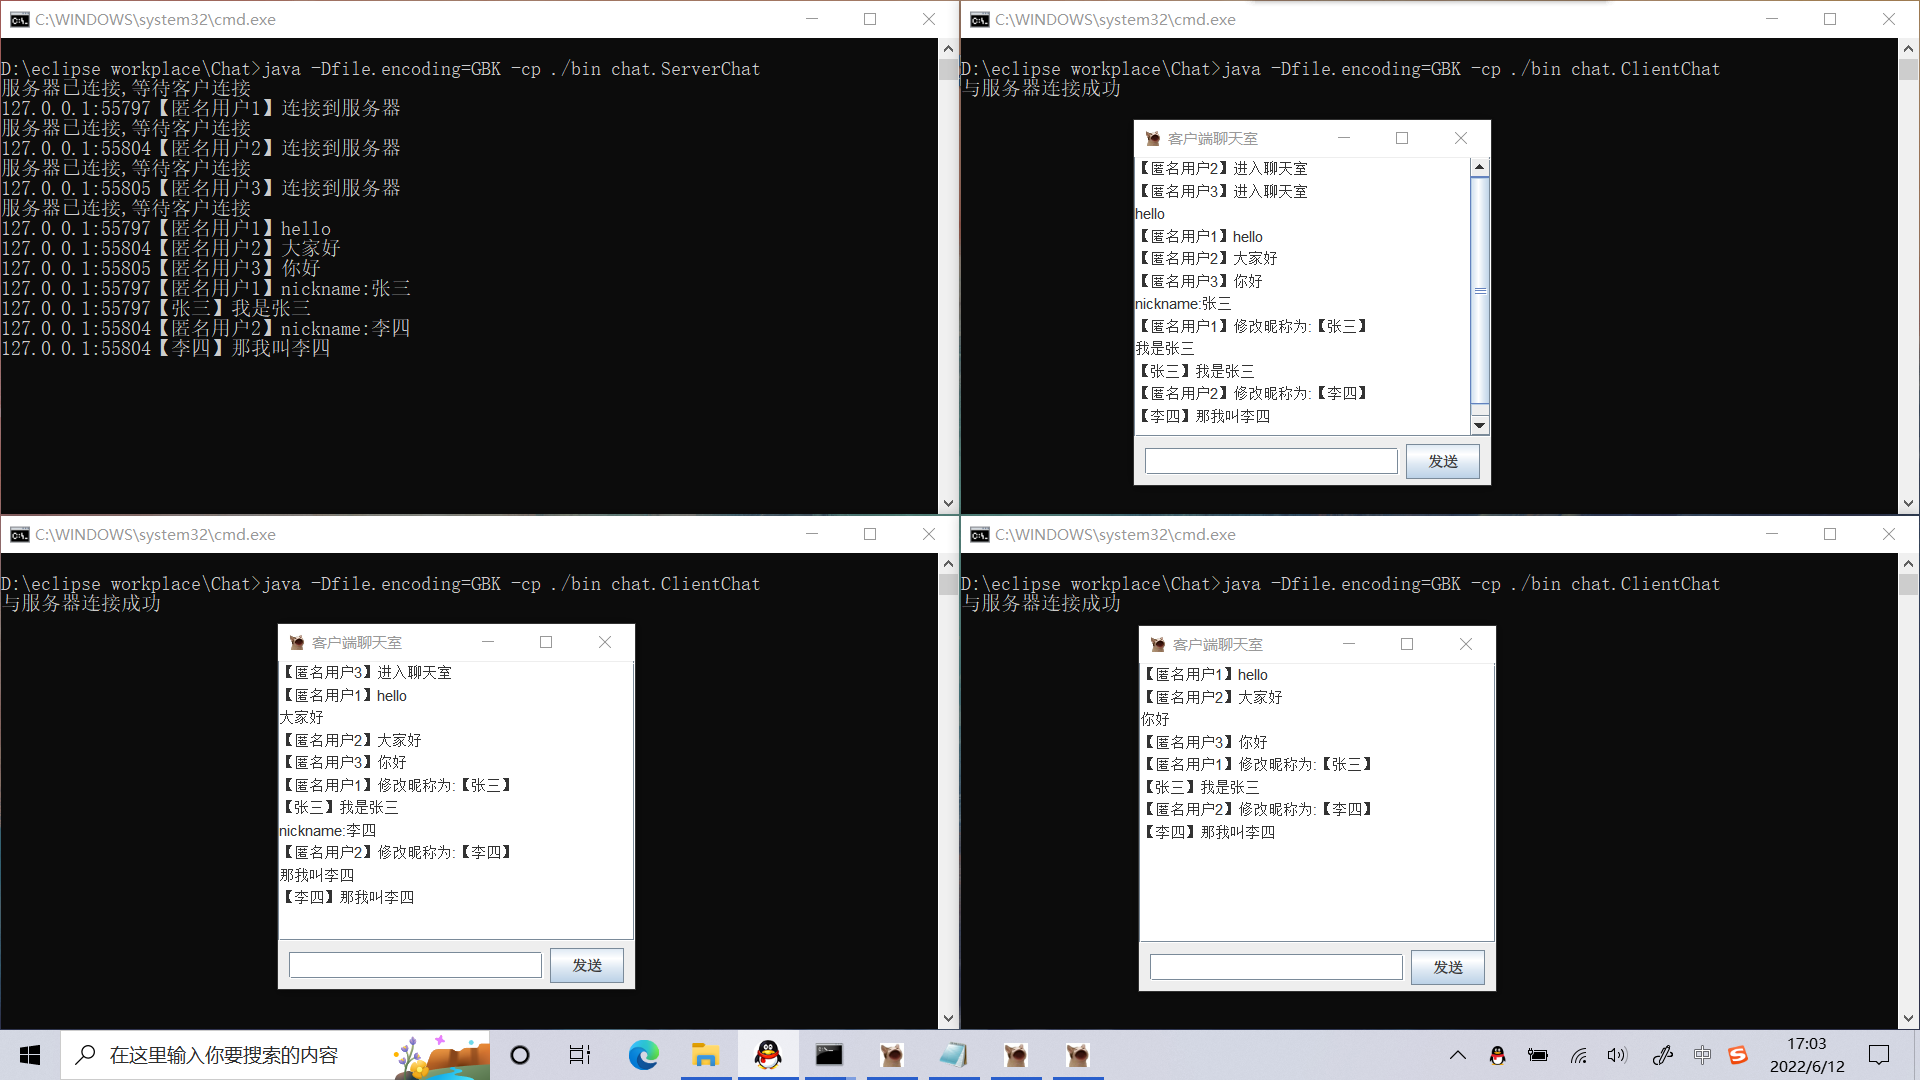 C:\WINDOWS\system32\cmd.exe
D:\eclipse workplace\Chat>java -Dfile.encoding=GBK -cp ./bin chat.ServerChat
服务器已连接,等待客户连接
127.0.0.1:55797【匿名用户1】连接到服务器
服务器已连接,等待客户连接
127.0.0.1:55804【匿名用户2】连接到服务器
服务器已连接,等待客户连接
127.0.0.1:55805【匿名用户3】连接到服务器
服务器已连接,等待客户连接
127.0.0.1:55797【匿名用户1】hello
127.0.0.1:55804【匿名用户2】大家好
127.0.0.1:55805【匿名用户3】你好
127.0.0.1:55797【匿名用户1】nickname:张三
127.0.0.1:55797【张三】我是张三
127.0.0.1:55804【匿名用户2】nickname:李四
127.0.0.1:55804【李四】那我叫李四
C:\WINDOWS\system32\cmd.exe
D:\eclipse workplace\Chat>java -Dfile.encoding=GBK -cp ./bin chat.ClientChat
与服务器连接成功
客户端聊天室
【匿名用户2】进入聊天室
【匿名用户3】进入聊天室
hello
【匿名用户1】hello
【匿名用户2】大家好
【匿名用户3】你好
nickname:张三
【匿名用户1】修改昵称为:【张三】
我是张三
【张三】我是张三
【匿名用户2】修改昵称为:【李四】
【李四】那我叫李四
发送
C:\WINDOWS\system32\cmd.exe
D:\eclipse workplace\Chat>java -Dfile.encoding=GBK -cp ./bin chat.ClientChat
与服务器连接成功
客户端聊天室
【匿名用户3】进入聊天室
【匿名用户1】hello
大家好
【匿名用户2】大家好
【匿名用户3】你好
【匿名用户1】修改昵称为:【张三】
【张三】我是张三
nickname:李四
【匿名用户2】修改昵称为:【李四】
那我叫李四
【李四】那我叫李四
发送
C:\WINDOWS\system32\cmd.exe
D:\eclipse workplace\Chat>java -Dfile.encoding=GBK -cp ./bin chat.ClientChat
与服务器连接成功
客户端聊天室
【匿名用户1】hello
【匿名用户2】大家好
你好
【匿名用户3】你好
【匿名用户1】修改昵称为:【张三】
【张三】我是张三
【匿名用户2】修改昵称为:【李四】
【李四】那我叫李四
发送
在这里输入你要搜索的内容
中
17:03
2022/6/12